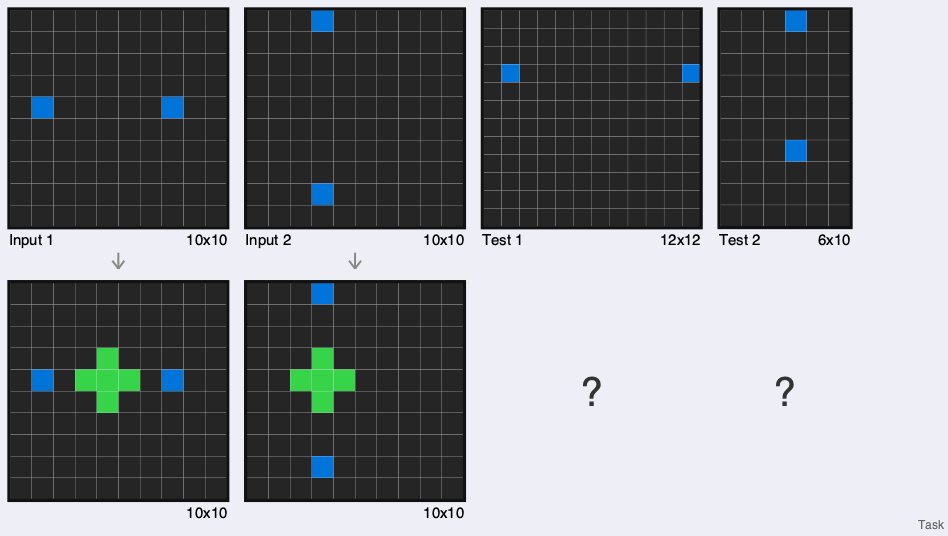 Input 1 10x10
Input 2 10x10
Test 1 12x12
Test 2 6x10
10x10
10x10
?
?
Task